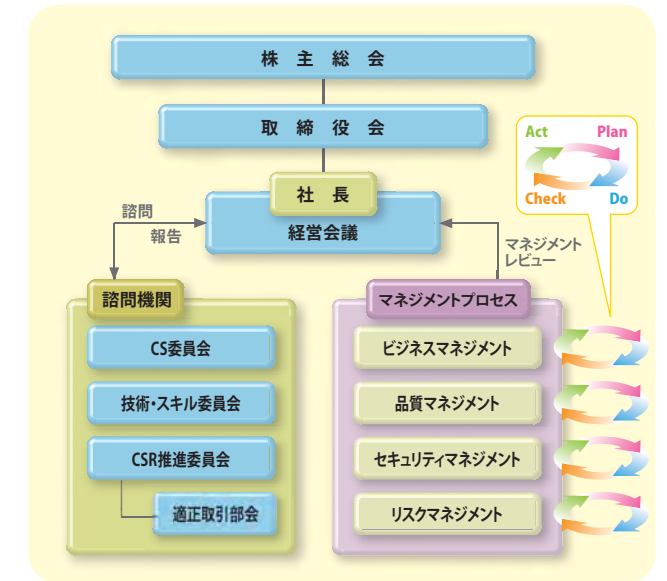 株主総会
取締役会
社長
経営会議
Act Plan
Check Do
諮問
報告
マネジメント
レビュー
諮問機関
CS委員会
技術・スキル委員会
CSR推進委員会
適正取引部会
マネジメントプロセス
ビジネスマネジメント
品質マネジメント
セキュリティマネジメント
リスクマネジメント